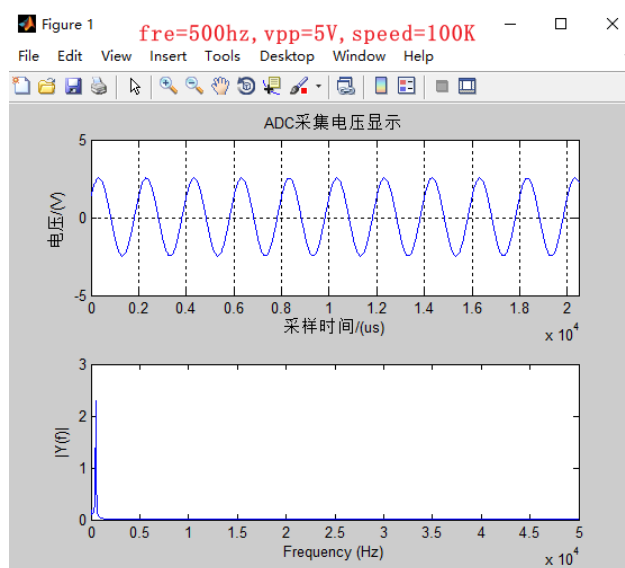 Figure 1
fre=500hz,vpp=5V,speed=100K
File Edit View Insert Tools Desktop Window Help
ADC采集电压显示
电压/(V)
5
0
-5
0 0.2 0.4 0.6 0.8 1 1.2 1.4 1.6 1.8 2
采样时间/(us)
x 10^4
|Y(f)|
3
2
1
0
0 0.5 1 1.5 2 2.5 3 3.5 4 4.5 5
Frequency (Hz)
x 10^4